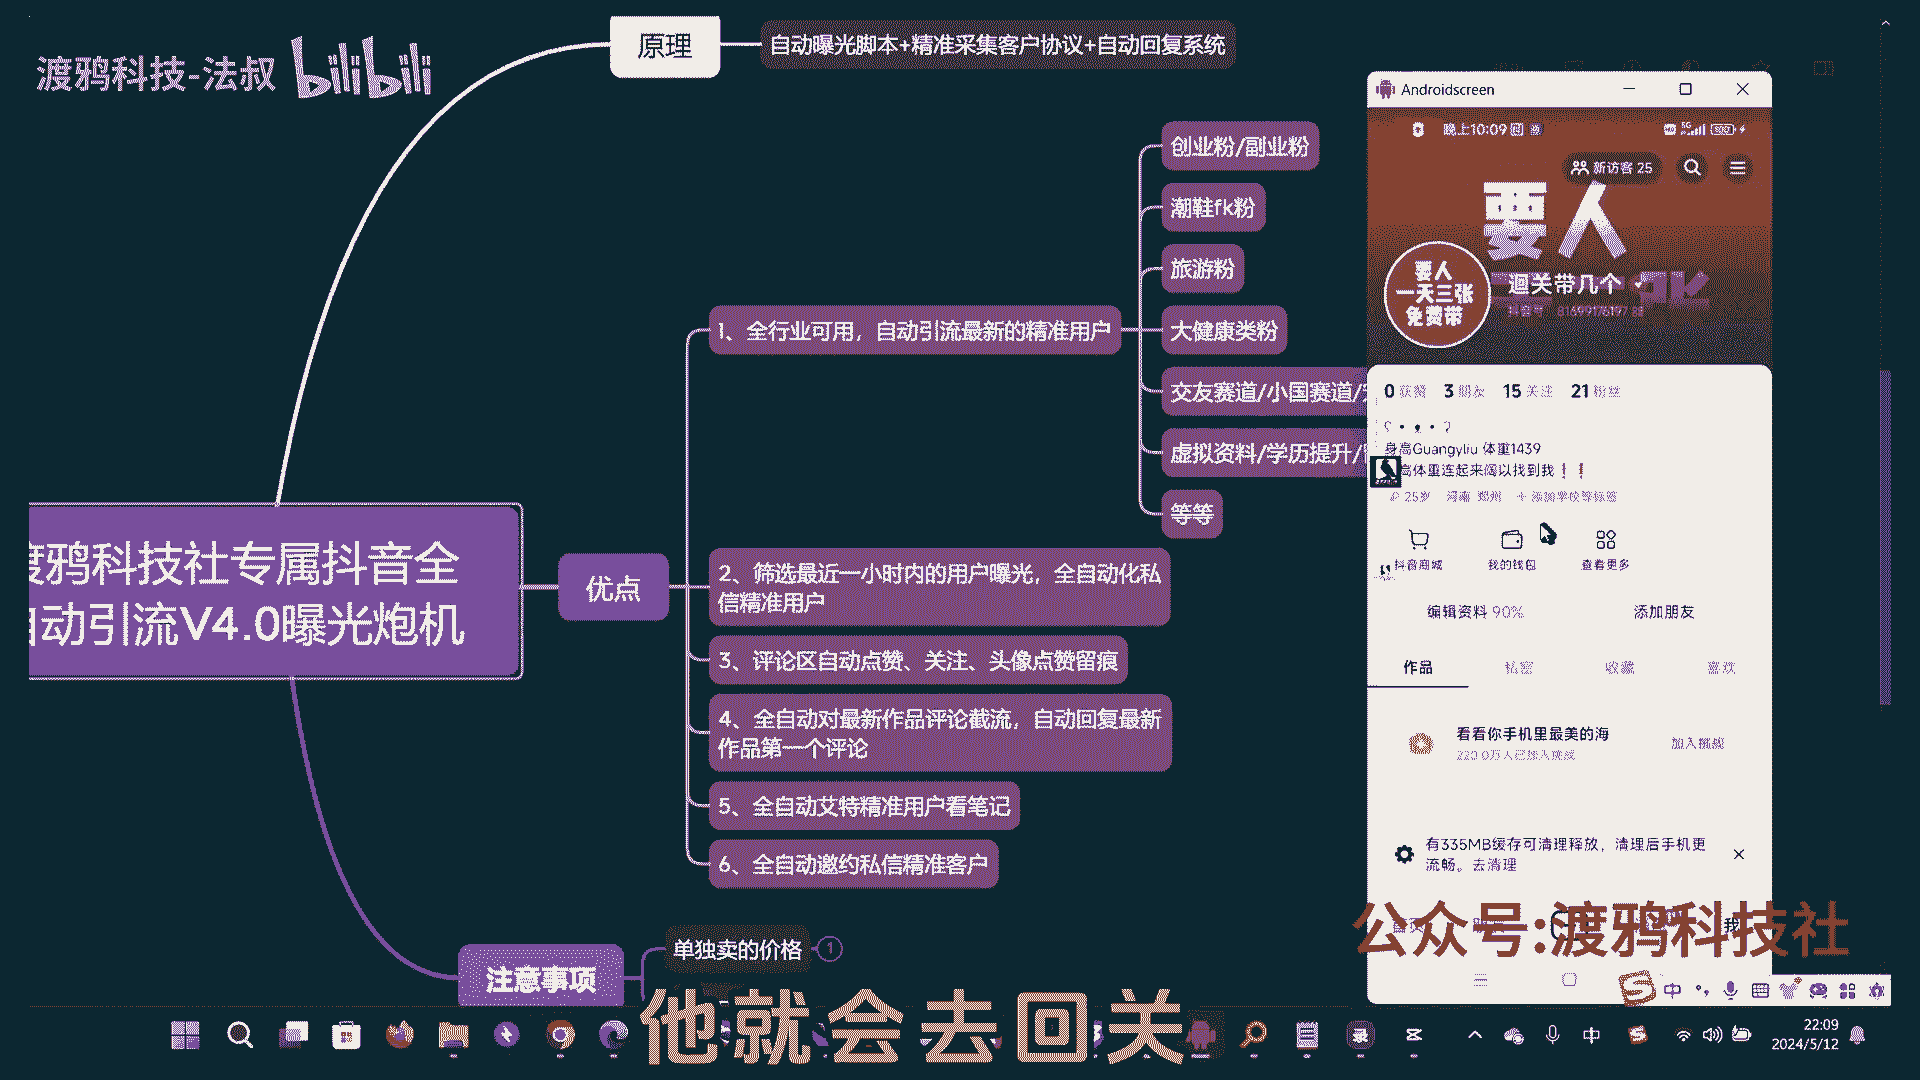 渡鸦科技-法叔 bilibili
原理
自动曝光脚本+精准采集客户协议+自动回复系统
创业粉/副业粉
潮鞋fk粉
旅游粉
大健康类粉
交友赛道/小国赛道/
虚拟资料/学历提升/
等等
1、全行业可用，自动引流最新的精准用户
渡鸦科技社专属抖音全
自动引流V4.0曝光炮机
优点
2、筛选最近一小时内的用户曝光，全自动化私
信精准用户
3、评论区自动点赞、关注、头像点赞留痕
4、全自动对最新作品评论截流，自动回复最新
作品第一个评论
5、全自动艾特精准用户看笔记
6、全自动邀约私信精准客户
注意事项
单独卖的价格 1
Androidscreen
晚上10:09
5G
新访客 25
要人
要人
一天三张
免费带
迴关带几个
抖音号
0 获赞 3 朋友 15 关注 21 粉丝
身高Guangyliu 体重1439
高体重连起来阔以找到我❗❗
25岁 河南·郑州 + 添加学校等标签
抖音商城
我的钱包
查看更多
编辑资料 90%
添加朋友
作品 私密 收藏 喜欢
看看你手机里最美的海
加入挑战
有335MB缓存可清理释放，清理后手机更
流畅。去清理
我
公众号:渡鸦科技社
他就会去回关
中
中
22:09
2024/5/12